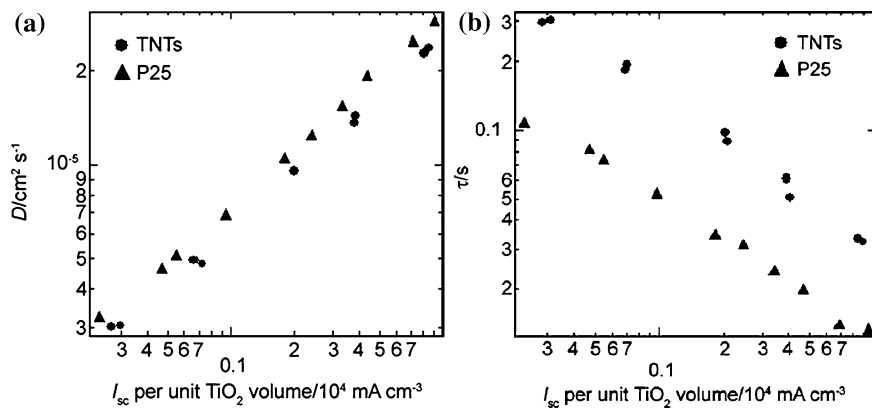 (a)
TNTs
P25
2
10⁻⁵
9
8
7
6
5
4
3
D/cm² s⁻¹
3 4 5 6 7 2 3 4 5 6 7
0.1
I_sc per unit TiO₂ volume/10⁴ mA cm⁻³
(b)
TNTs
P25
3
2
0.1
6
5
4
3
2
τ/s
3 4 5 6 7 2 3 4 5 6 7
0.1
I_sc per unit TiO₂ volume/10⁴ mA cm⁻³